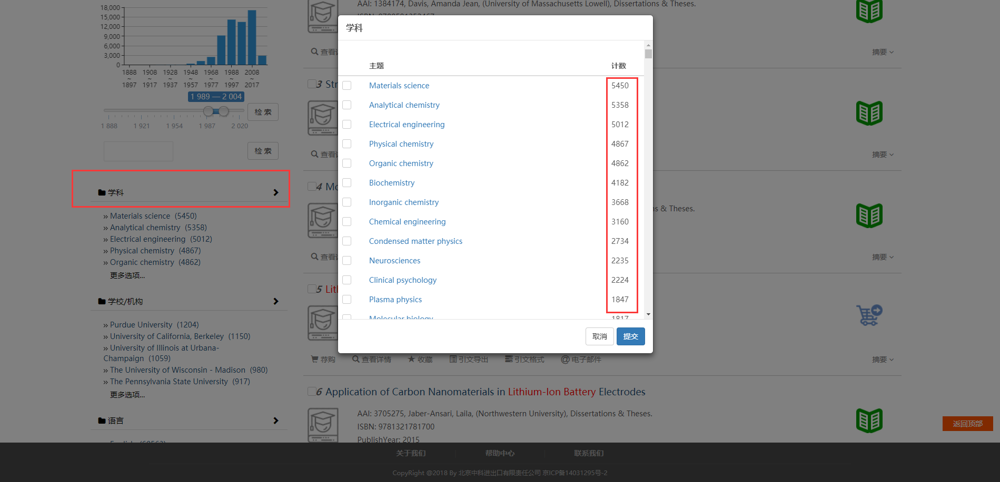 18,000
15,000
12,000
9,000
6,000
3,000
0
1888 1908 1928 1948 1968 1988 2008
~ ~ ~ ~ ~ ~ ~
1897 1917 1937 1957 1977 1997 2017
1 989 — 2 004
检 索
1 888 1 921 1 954 1 987 2 020
检 索
学科
» Materials science (5450)
» Analytical chemistry (5358)
» Electrical engineering (5012)
» Physical chemistry (4867)
» Organic chemistry (4862)
更多选项...
学校/机构
» Purdue University (1204)
» University of California, Berkeley (1150)
» University of Illinois at Urbana-
Champaign (1059)
» The University of Wisconsin - Madison (980)
» The Pennsylvania State University (917)
更多选项...
语言
AAI: 1384174, Davis, Amanda Jean, (University of Massachusetts Lowell), Dissertations & Theses.
查看
摘要
3 Str
查看
摘要
4 Mo
& Theses.
查看
摘要
5 Lit
荐购 查看详情 收藏 引文导出 引文格式 电子邮件
摘要
6 Application of Carbon Nanomaterials in Lithium-Ion Battery Electrodes
AAI: 3705275, Jaber-Ansari, Laila, (Northwestern University), Dissertations & Theses.
ISBN: 9781321781700
PublishYear: 2015
返回顶部
学科
主题 计数
Materials science 5450
Analytical chemistry 5358
Electrical engineering 5012
Physical chemistry 4867
Organic chemistry 4862
Biochemistry 4182
Inorganic chemistry 3668
Chemical engineering 3160
Condensed matter physics 2734
Neurosciences 2235
Clinical psychology 2224
Plasma physics 1847
Molecular biology 1817
取消 提交
关于我们 帮助中心 联系我们
CopyRight @2018 By 北京中科进出口有限责任公司 京ICP备14031295号-2